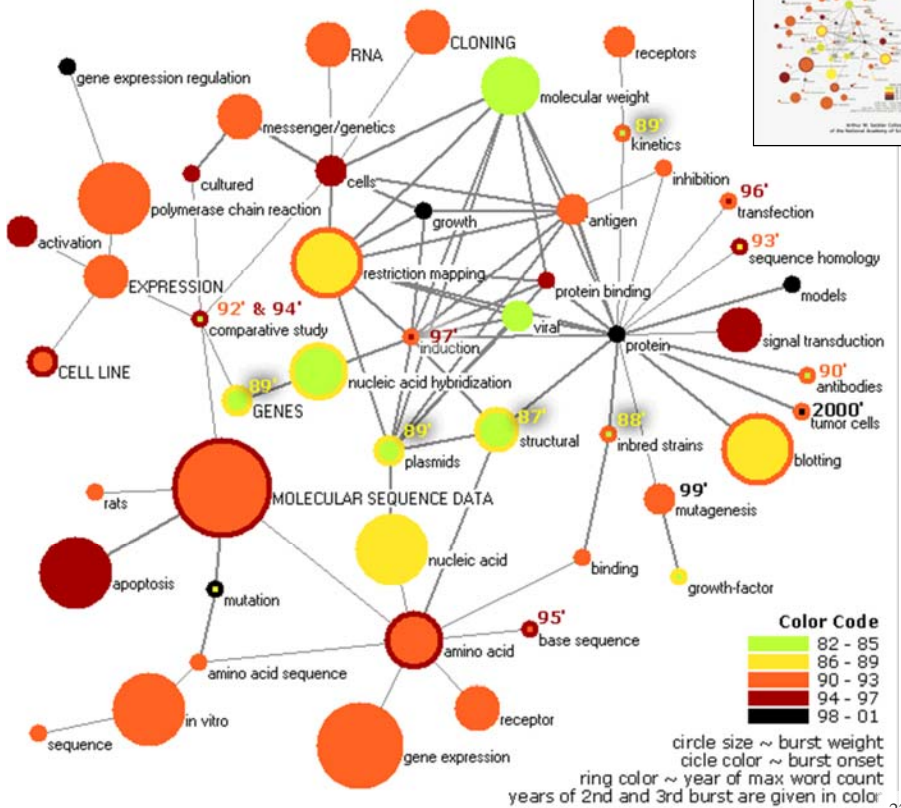 RNA
CLONING
receptors
gene expression regulation
molecular weight
messenger/genetics
89'
kinetics
cultured
cells
inhibition
96'
transfection
polymerase chain reaction
growth
antigen
activation
93'
sequence homology
restriction mapping
EXPRESSION
protein binding
models
92' & 94'
comparative study
viral
97'
induction
protein
signal transduction
CELL LINE
nucleic acid hybridization
90'
antibodies
89'
GENES
2000'
tumor cells
87'
structural
88'
inbred strains
89'
plasmids
blotting
rats
MOLECULAR SEQUENCE DATA
99'
mutagenesis
nucleic acid
apoptosis
binding
growth-factor
mutation
95'
base sequence
amino acid
amino acid sequence
in vitro
receptor
sequence
gene expression
Color Code
82 - 85
86 - 89
90 - 93
94 - 97
98 - 01
circle size ~ burst weight
cicle color ~ burst onset
ring color ~ year of max word count
years of 2nd and 3rd burst are given in color